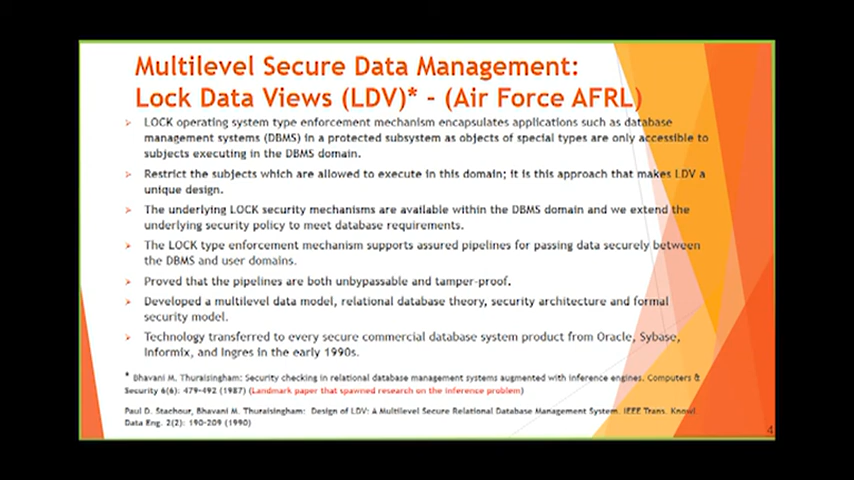 Multilevel Secure Data Management:
Lock Data Views (LDV)* - (Air Force AFRL)
LOCK operating system type enforcement mechanism encapsulates applications such as database
management systems (DBMS) in a protected subsystem as objects of special types are only accessible to
subjects executing in the DBMS domain.
Restrict the subjects which are allowed to execute in this domain; it is this approach that makes LDV a
unique design.
The underlying LOCK security mechanisms are available within the DBMS domain and we extend the
underlying security policy to meet database requirements.
The LOCK type enforcement mechanism supports assured pipelines for passing data securely between
the DBMS and user domains.
Proved that the pipelines are both unbypassable and tamper-proof.
Developed a multilevel data model, relational database theory, security architecture and formal
security model.
Technology transferred to every secure commercial database system product from Oracle, Sybase,
Informix, and Ingres in the early 1990s.
* Bhavani M. Thuraisingham: Security checking in relational database management systems augmented with inference engines. Computers &
Security 6(6): 479-492 (1987) (Landmark paper that spawned research on the inference problem)
Paul D. Stachour, Bhavani M. Thuraisingham: Design of LDV: A Multilevel Secure Relational Database Management System. IEEE Trans. Knowl.
Data Eng. 2(2): 190-209 (1990)
4